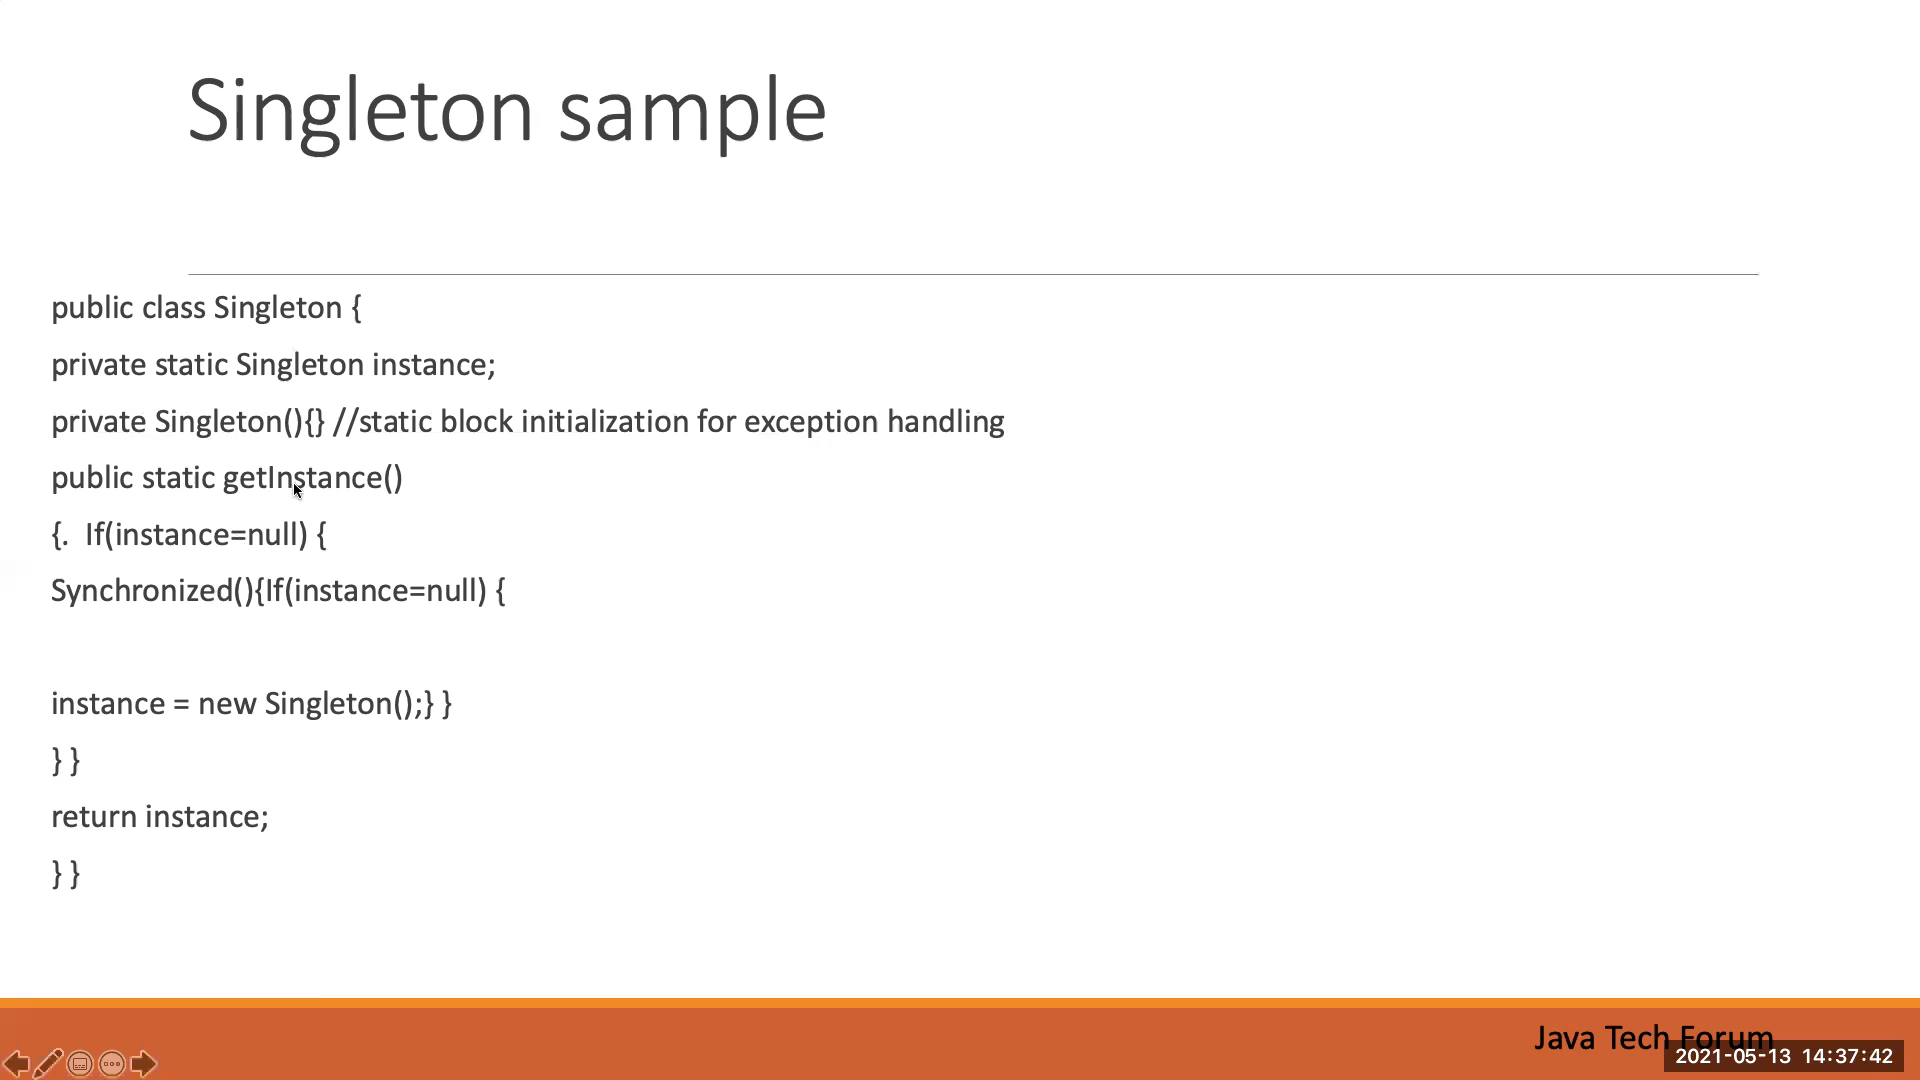 Singleton sample
public class Singleton {
private static Singleton instance;
private Singleton(){} //static block initialization for exception handling
public static getInstance()
{.  If(instance=null) {
Synchronized(){If(instance=null) {
instance = new Singleton();} }
} }
return instance;
} }
Java Tech Forum
2021-05-13 14:37:42